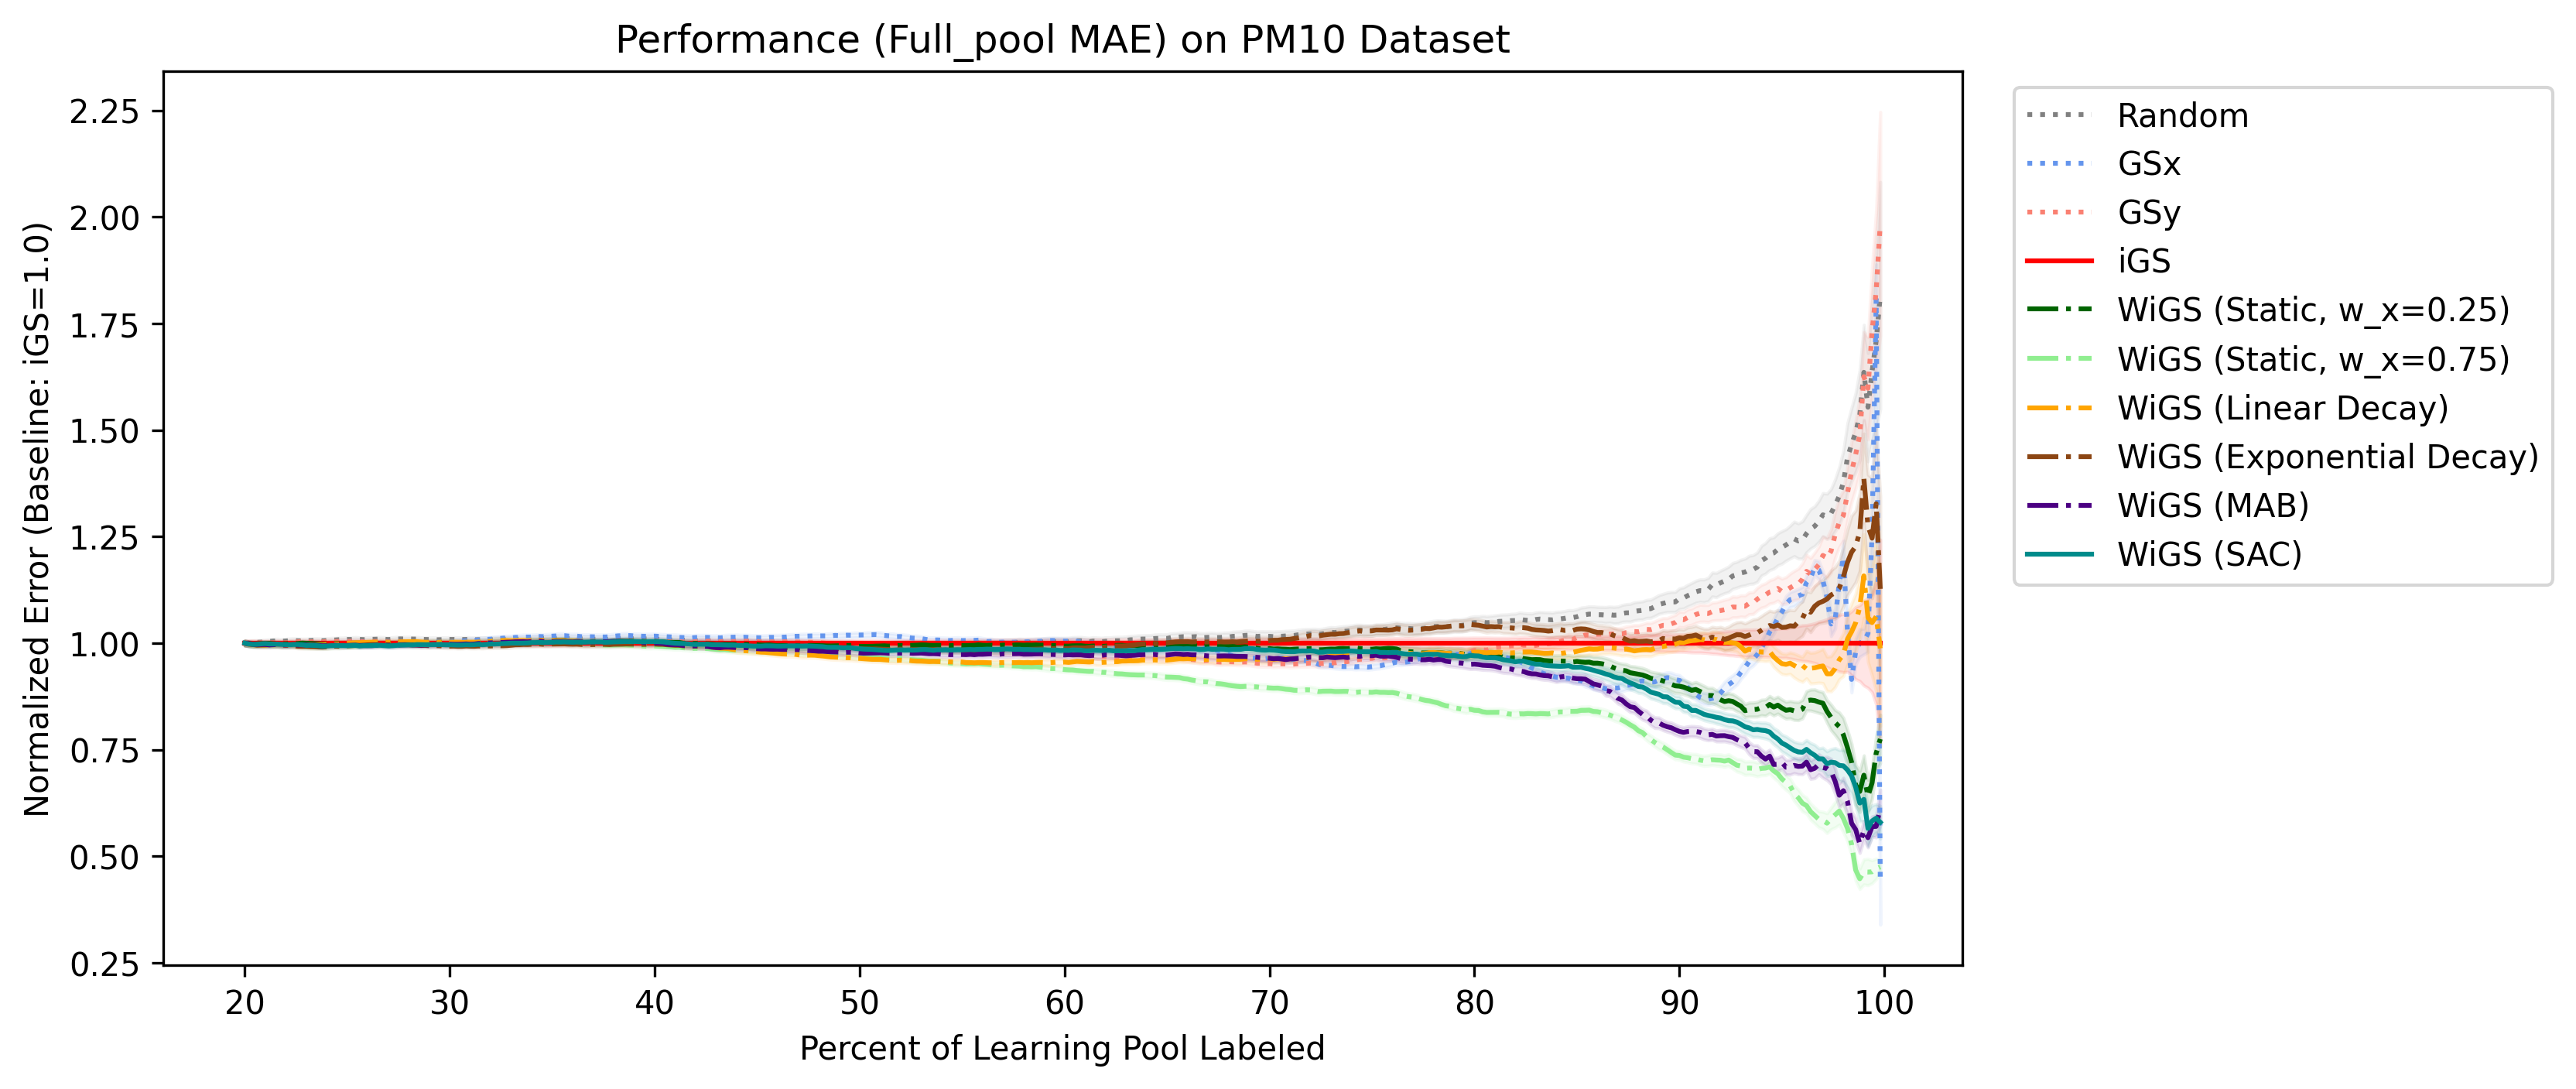 Performance (Full_pool MAE) on PM10 Dataset
Normalized Error (Baseline: iGS=1.0)
2.25
2.00
1.75
1.50
1.25
1.00
0.75
0.50
0.25
20 30 40 50 60 70 80 90 100
Percent of Learning Pool Labeled
Random
GSx
GSy
iGS
WiGS (Static, w_x=0.25)
WiGS (Static, w_x=0.75)
WiGS (Linear Decay)
WiGS (Exponential Decay)
WiGS (MAB)
WiGS (SAC)